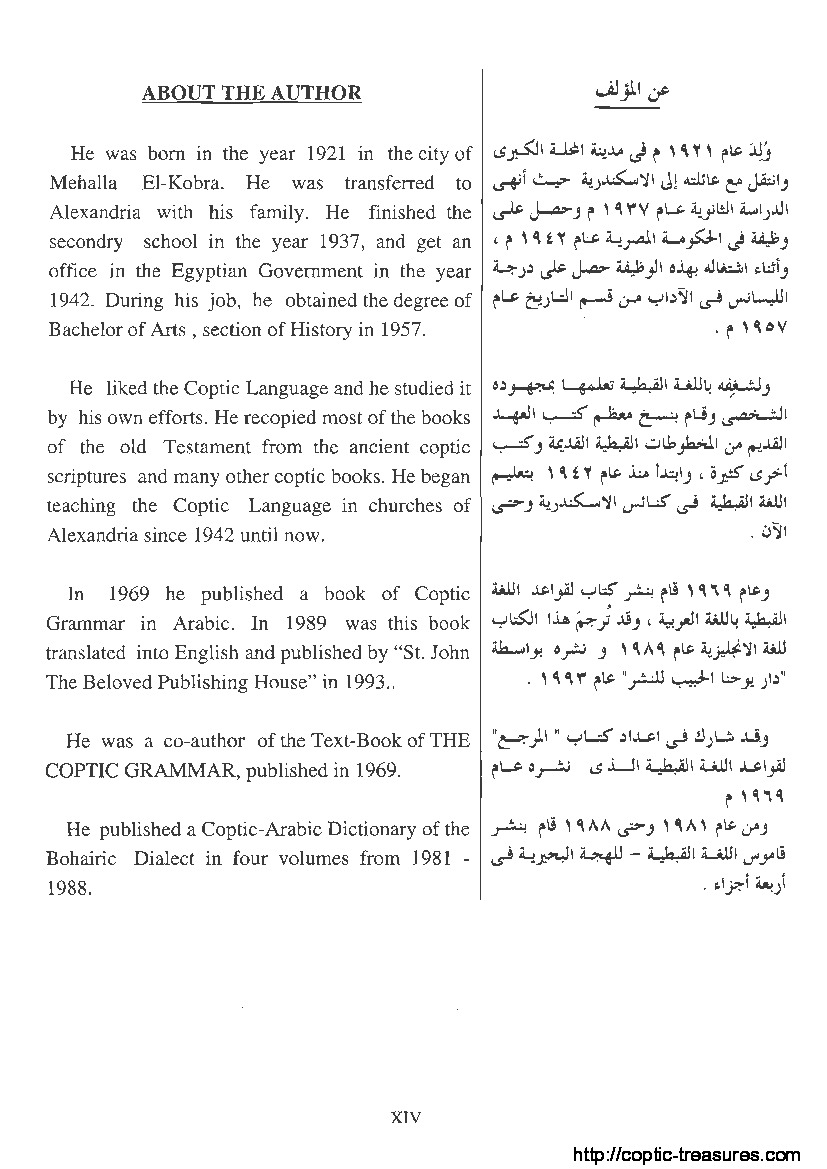 ABOUT THE AUTHOR
He was born in the year 1921 in the city of
Mehalla El-Kobra. He was transferred to
Alexandria with his family. He finished the
secondry school in the year 1937, and get an
office in the Egyptian Government in the year
1942. During his job, he obtained the degree of
Bachelor of Arts , section of History in 1957.
He liked the Coptic Language and he studied it
by his own efforts. He recopied most of the books
of the old Testament from the ancient coptic
scriptures and many other coptic books. He began
teaching the Coptic Language in churches of
Alexandria since 1942 until now.
In 1969 he published a book of Coptic
Grammar in Arabic. In 1989 was this book
translated into English and published by “St. John
The Beloved Publishing House” in 1993..
He was a co-author of the Text-Book of THE
COPTIC GRAMMAR, published in 1969.
He published a Coptic-Arabic Dictionary of the
Bohairic Dialect in four volumes from 1981 -
1988.
عن المؤلف
وُلِدَ عام ١٩٢١ م فى مدينة المحلة الكبرى
وانتقل مع عائلته إلى الاسكندرية حيث أنهى
الدراسة الثانوية عام ١٩٣٧ م وحصل على
وظيفة فى الحكومة المصرية عام ١٩٤٢ م ،
وأثناء اشتغاله بهذه الوظيفة حصل على درجة
الليسانس فى الآداب من قسم التاريخ عام
١٩٥٧ م .
ولشغِفِه باللغة القبطية تعلمها بمجهوده
الشخصى وقام بنسخ معظم كتب العهد
القديم من المخطوطات القبطية القديمة وكتب
أخرى كثيرة ، وابتدأ منذ عام ١٩٤٢ بتعليم
اللغة القبطية فى كنائس الاسكندرية وحتى
الآن .
وعام ١٩٦٩ قام بنشر كتاب لقواعد اللغة
القبطية باللغة العربية ، وقد تُرجمَ هذا الكتاب
للغة الانجليزية عام ١٩٨٩ و نشره بواسطة
"دار يوحنا الحبيب للنشر" عام ١٩٩٣ .
وقد شارك فى اعداد كتاب " المرجع"
لقواعد اللغة القبطية الذى نشره عام
١٩٦٩ م
ومن عام ١٩٨١ وحتى ١٩٨٨ قام بنشر
قاموس اللغة القبطية – للهجة البحيرية فى
أربعة أجزاء .
XIV
http://coptic-treasures.com